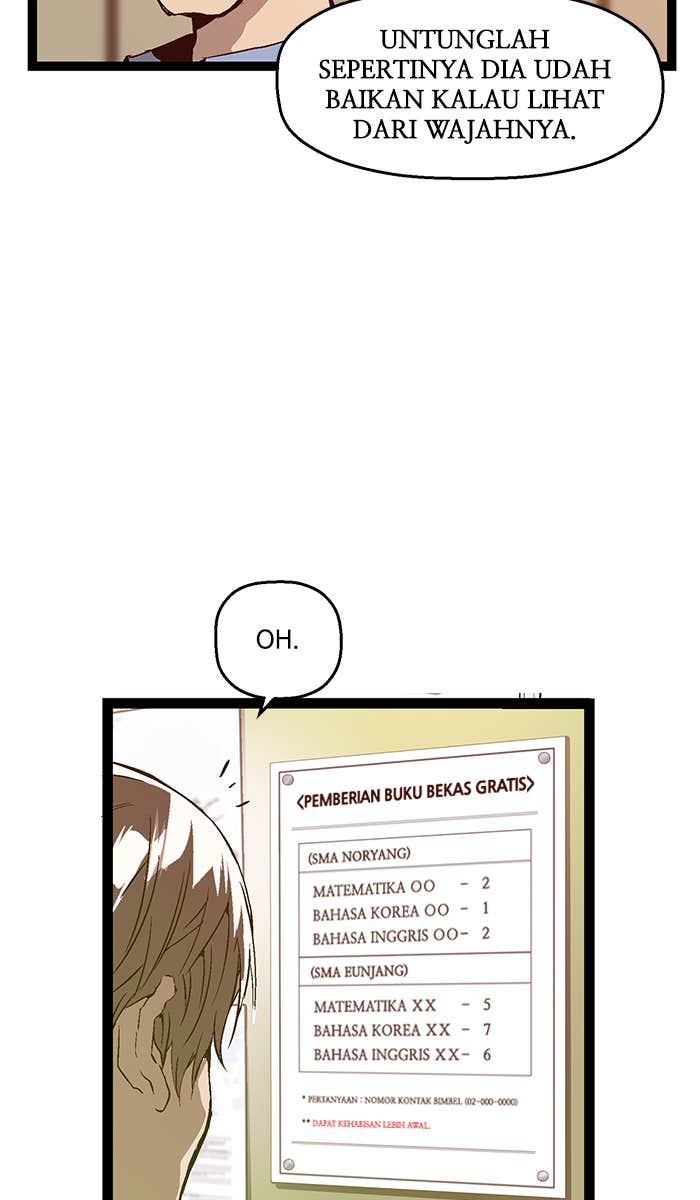 UNTUNGLAH
SEPERTINYA DIA UDAH
BAIKAN KALAU LIHAT
DARI WAJAHNYA.
OH.
<PEMBERIAN BUKU BEKAS GRATIS>
(SMA NORYANG)
MATEMATIKA OO - 2
BAHASA KOREA OO - 1
BAHASA INGGRIS OO- 2
(SMA EUNJANG)
MATEMATIKA XX - 5
BAHASA KOREA XX - 7
BAHASA INGGRIS XX- 6
* PERTANYAAN : NOMOR KONTAK BIMBEL (02-000-0000)
** DAPAT KEHABISAN LEBIH AWAL.